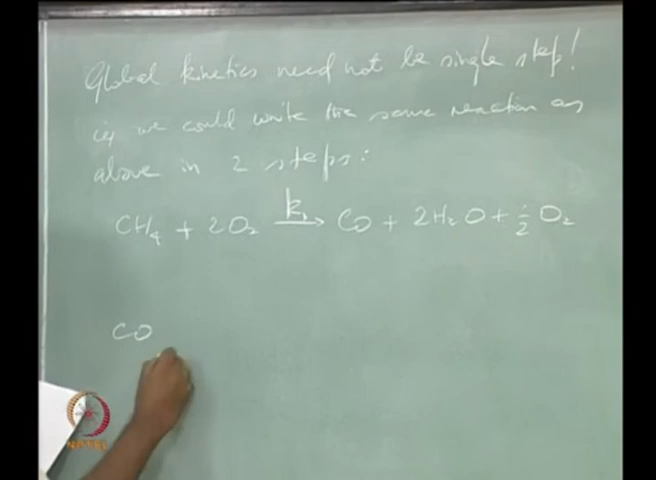 Global kinetics need not be single step!
i.e., we could write the same reaction as
above in 2 steps:
CH₄ + 2O₂ —k₁→ CO + 2H₂O + ½ O₂
CO
NPTEL